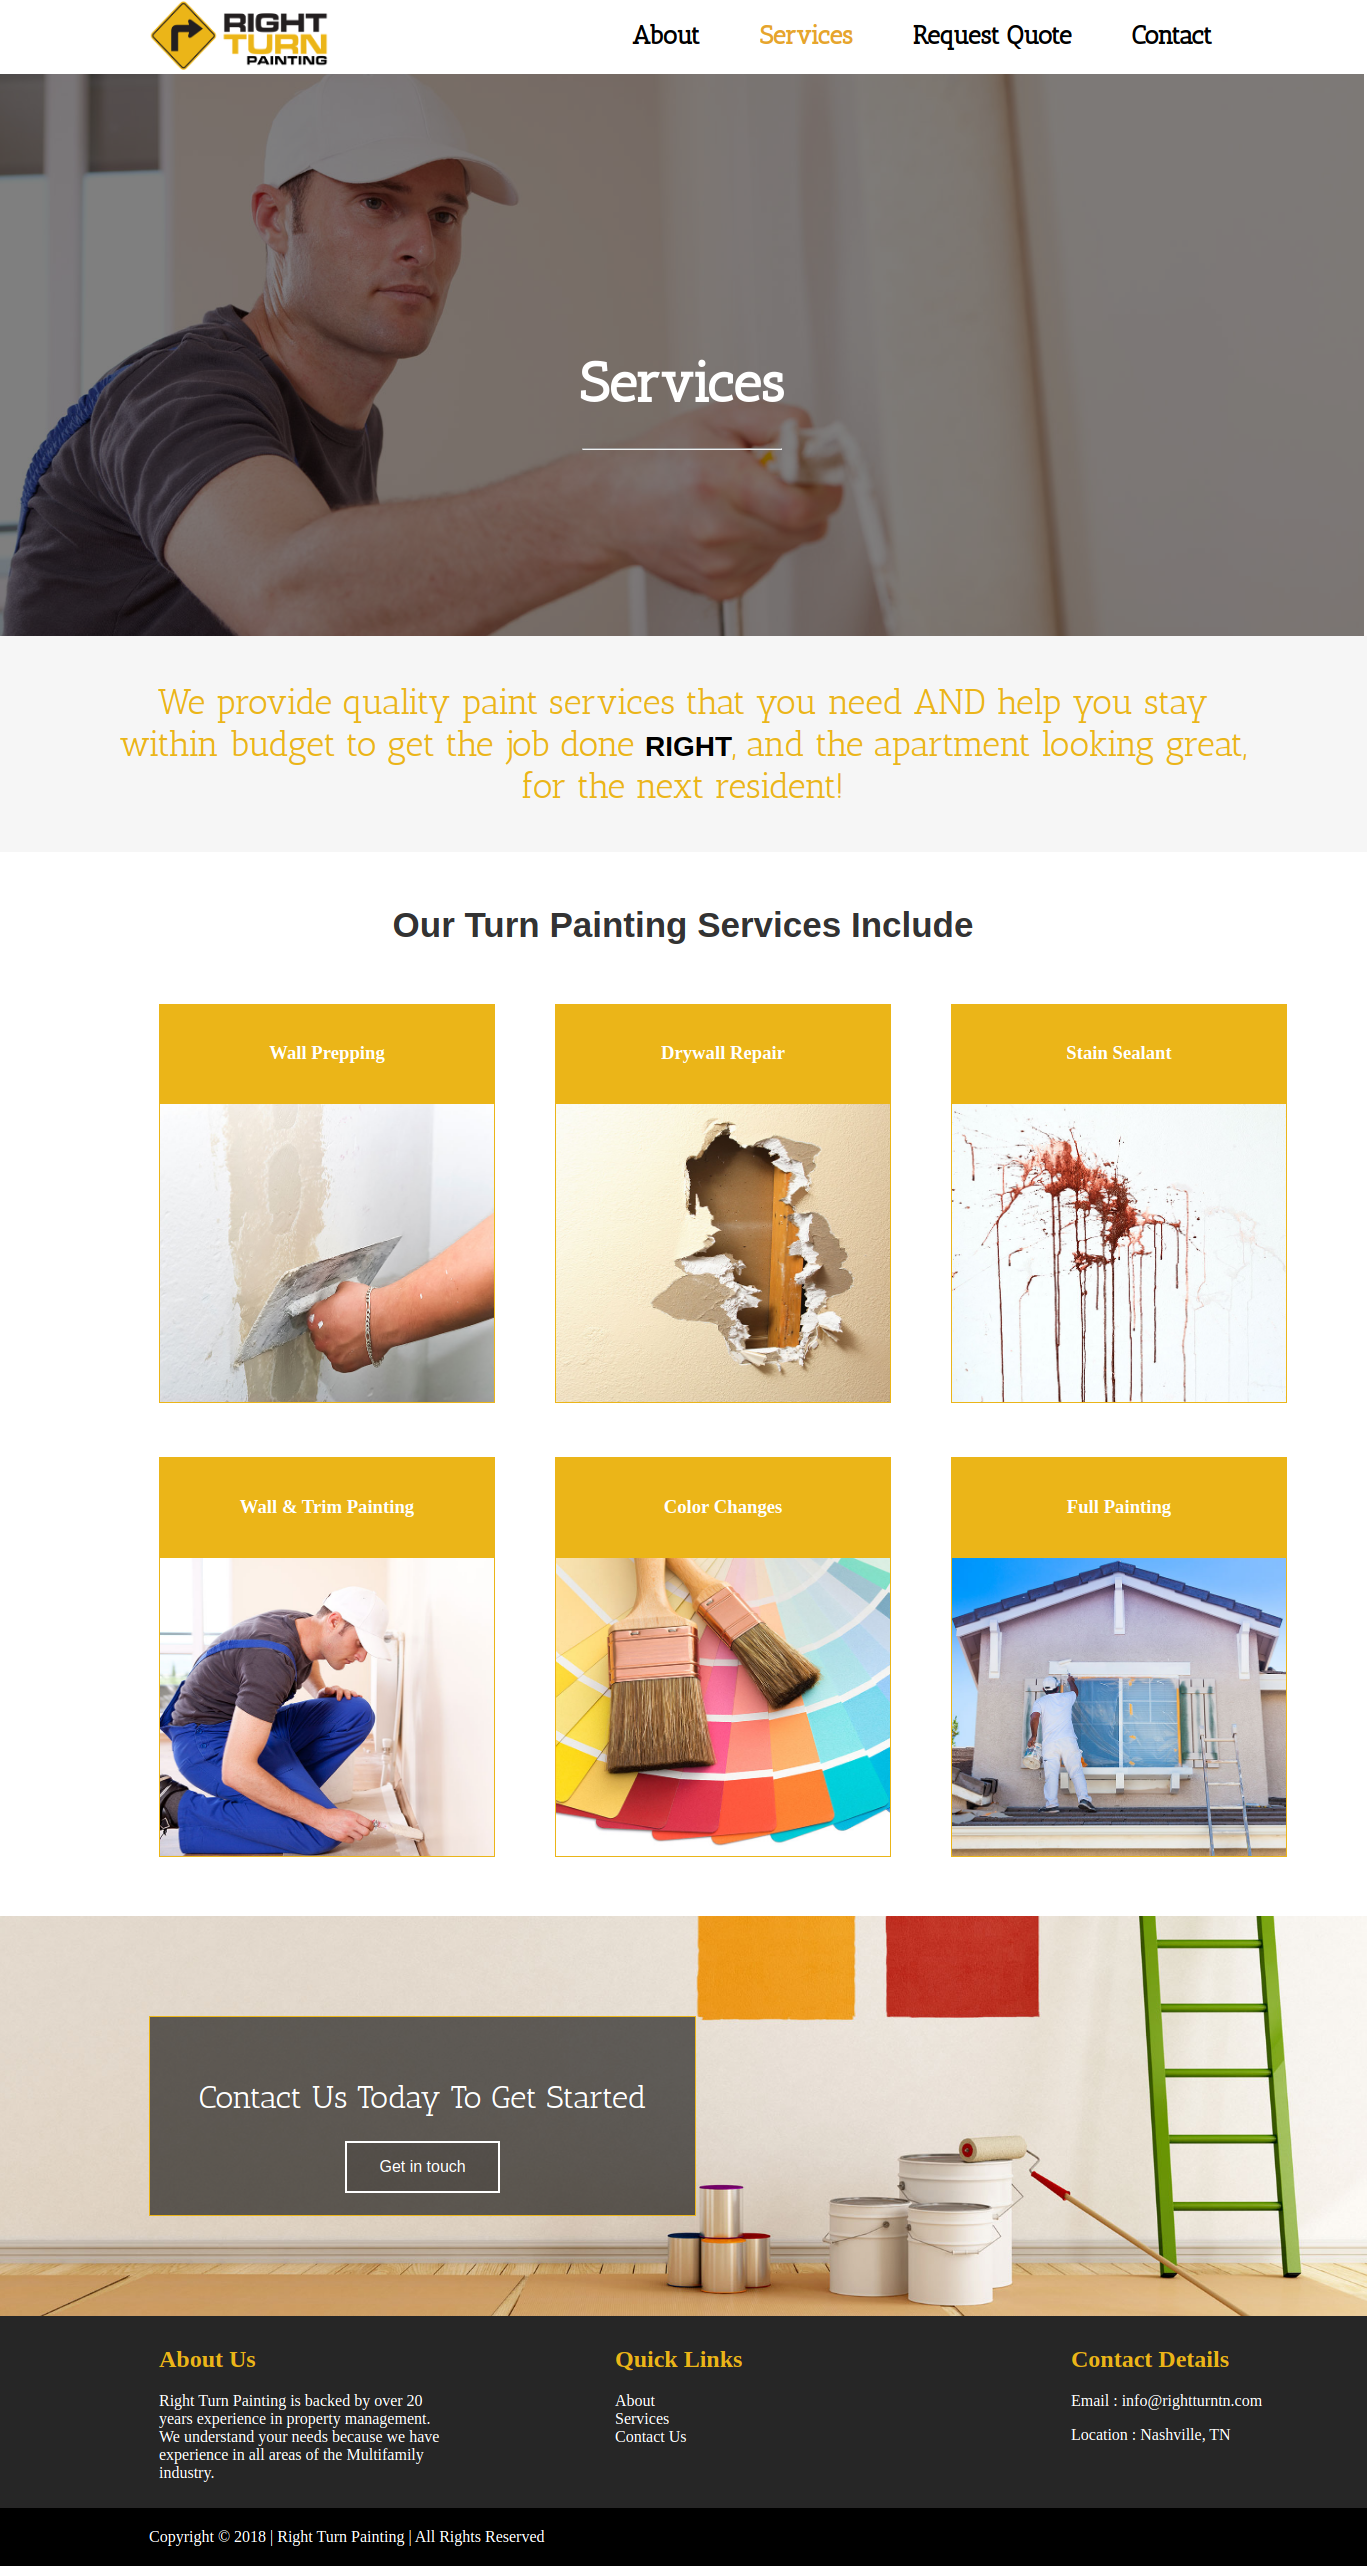 RIGHT
TURN
PAINTING
About
Services
Request Quote
Contact
Services
We provide quality paint services that you need AND help you stay
within budget to get the job done RIGHT, and the apartment looking great,
for the next resident!
Our Turn Painting Services Include
Wall Prepping
Drywall Repair
Stain Sealant
Wall & Trim Painting
Color Changes
Full Painting
Contact Us Today To Get Started
Get in touch
About Us
Right Turn Painting is backed by over 20
years experience in property management.
We understand your needs because we have
experience in all areas of the Multifamily
industry.
Quick Links
About
Services
Contact Us
Contact Details
Email : info@rightturntn.com
Location : Nashville, TN
Copyright © 2018 | Right Turn Painting | All Rights Reserved